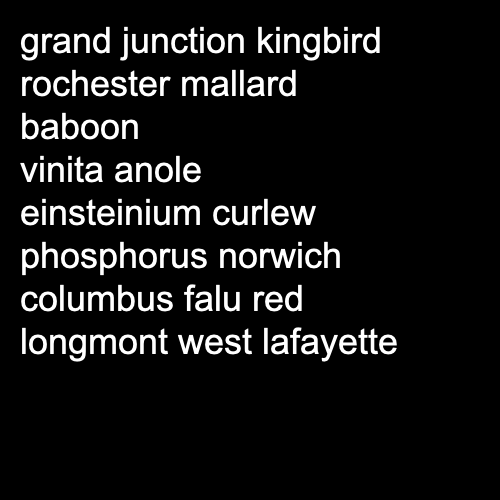 grand junction kingbird
rochester mallard
baboon
vinita anole
einsteinium curlew
phosphorus norwich
columbus falu red
longmont west lafayette